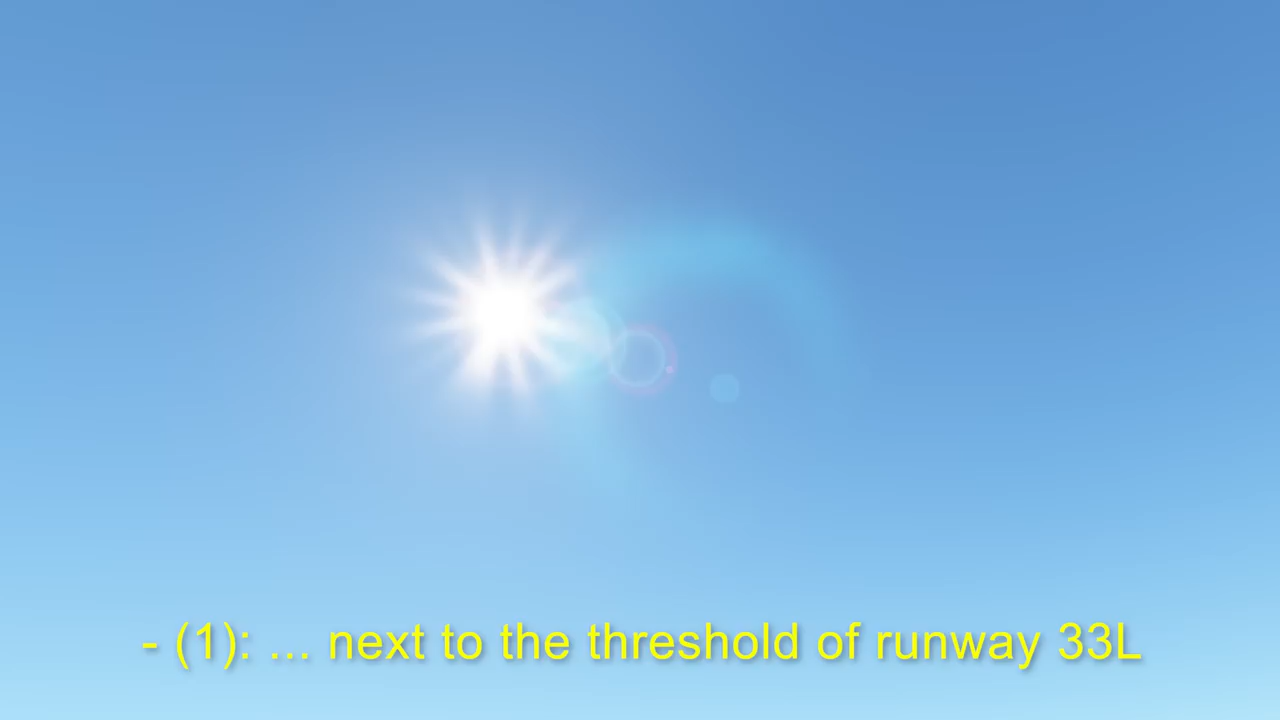 - (1): ... next to the threshold of runway 33L